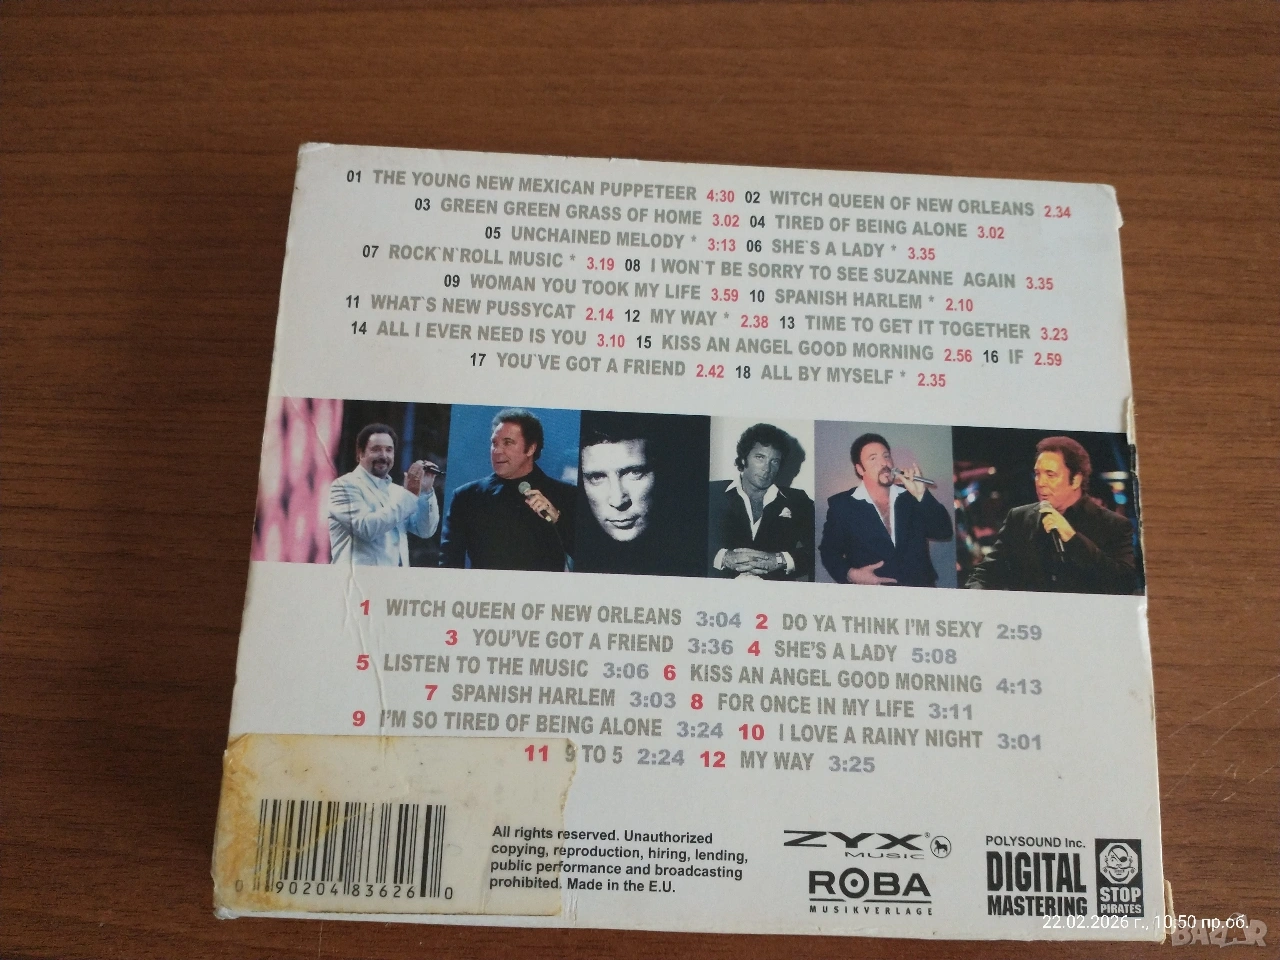 01 THE YOUNG NEW MEXICAN PUPPETEER 4:30 02 WITCH QUEEN OF NEW ORLEANS 2.34
03 GREEN GREEN GRASS OF HOME 3.02 04 TIRED OF BEING ALONE 3.02
05 UNCHAINED MELODY * 3:13 06 SHE`S A LADY * 3.35
07 ROCK`N`ROLL MUSIC * 3.19 08 I WON`T BE SORRY TO SEE SUZANNE AGAIN 3.35
09 WOMAN YOU TOOK MY LIFE 3.59 10 SPANISH HARLEM * 2.10
11 WHAT`S NEW PUSSYCAT 2.14 12 MY WAY * 2.38 13 TIME TO GET IT TOGETHER 3.23
14 ALL I EVER NEED IS YOU 3.10 15 KISS AN ANGEL GOOD MORNING 2.56 16 IF 2.59
17 YOU`VE GOT A FRIEND 2.42 18 ALL BY MYSELF * 2.35
1 WITCH QUEEN OF NEW ORLEANS 3:04 2 DO YA THINK I'M SEXY 2:59
3 YOU'VE GOT A FRIEND 3:36 4 SHE'S A LADY 5:08
5 LISTEN TO THE MUSIC 3:06 6 KISS AN ANGEL GOOD MORNING 4:13
7 SPANISH HARLEM 3:03 8 FOR ONCE IN MY LIFE 3:11
9 I'M SO TIRED OF BEING ALONE 3:24 10 I LOVE A RAINY NIGHT 3:01
11 9 TO 5 2:24 12 MY WAY 3:25
0 90204 83626 0
All rights reserved. Unauthorized
copying, reproduction, hiring, lending,
public performance and broadcasting
prohibited. Made in the E.U.
ZYX®
MUSIC
ROBA
MUSIKVERLAGE
POLYSOUND Inc.
DIGITAL
MASTERING
STOP
PIRATES
22.02.2026 г., 10:50 пр.об.
BAZAR